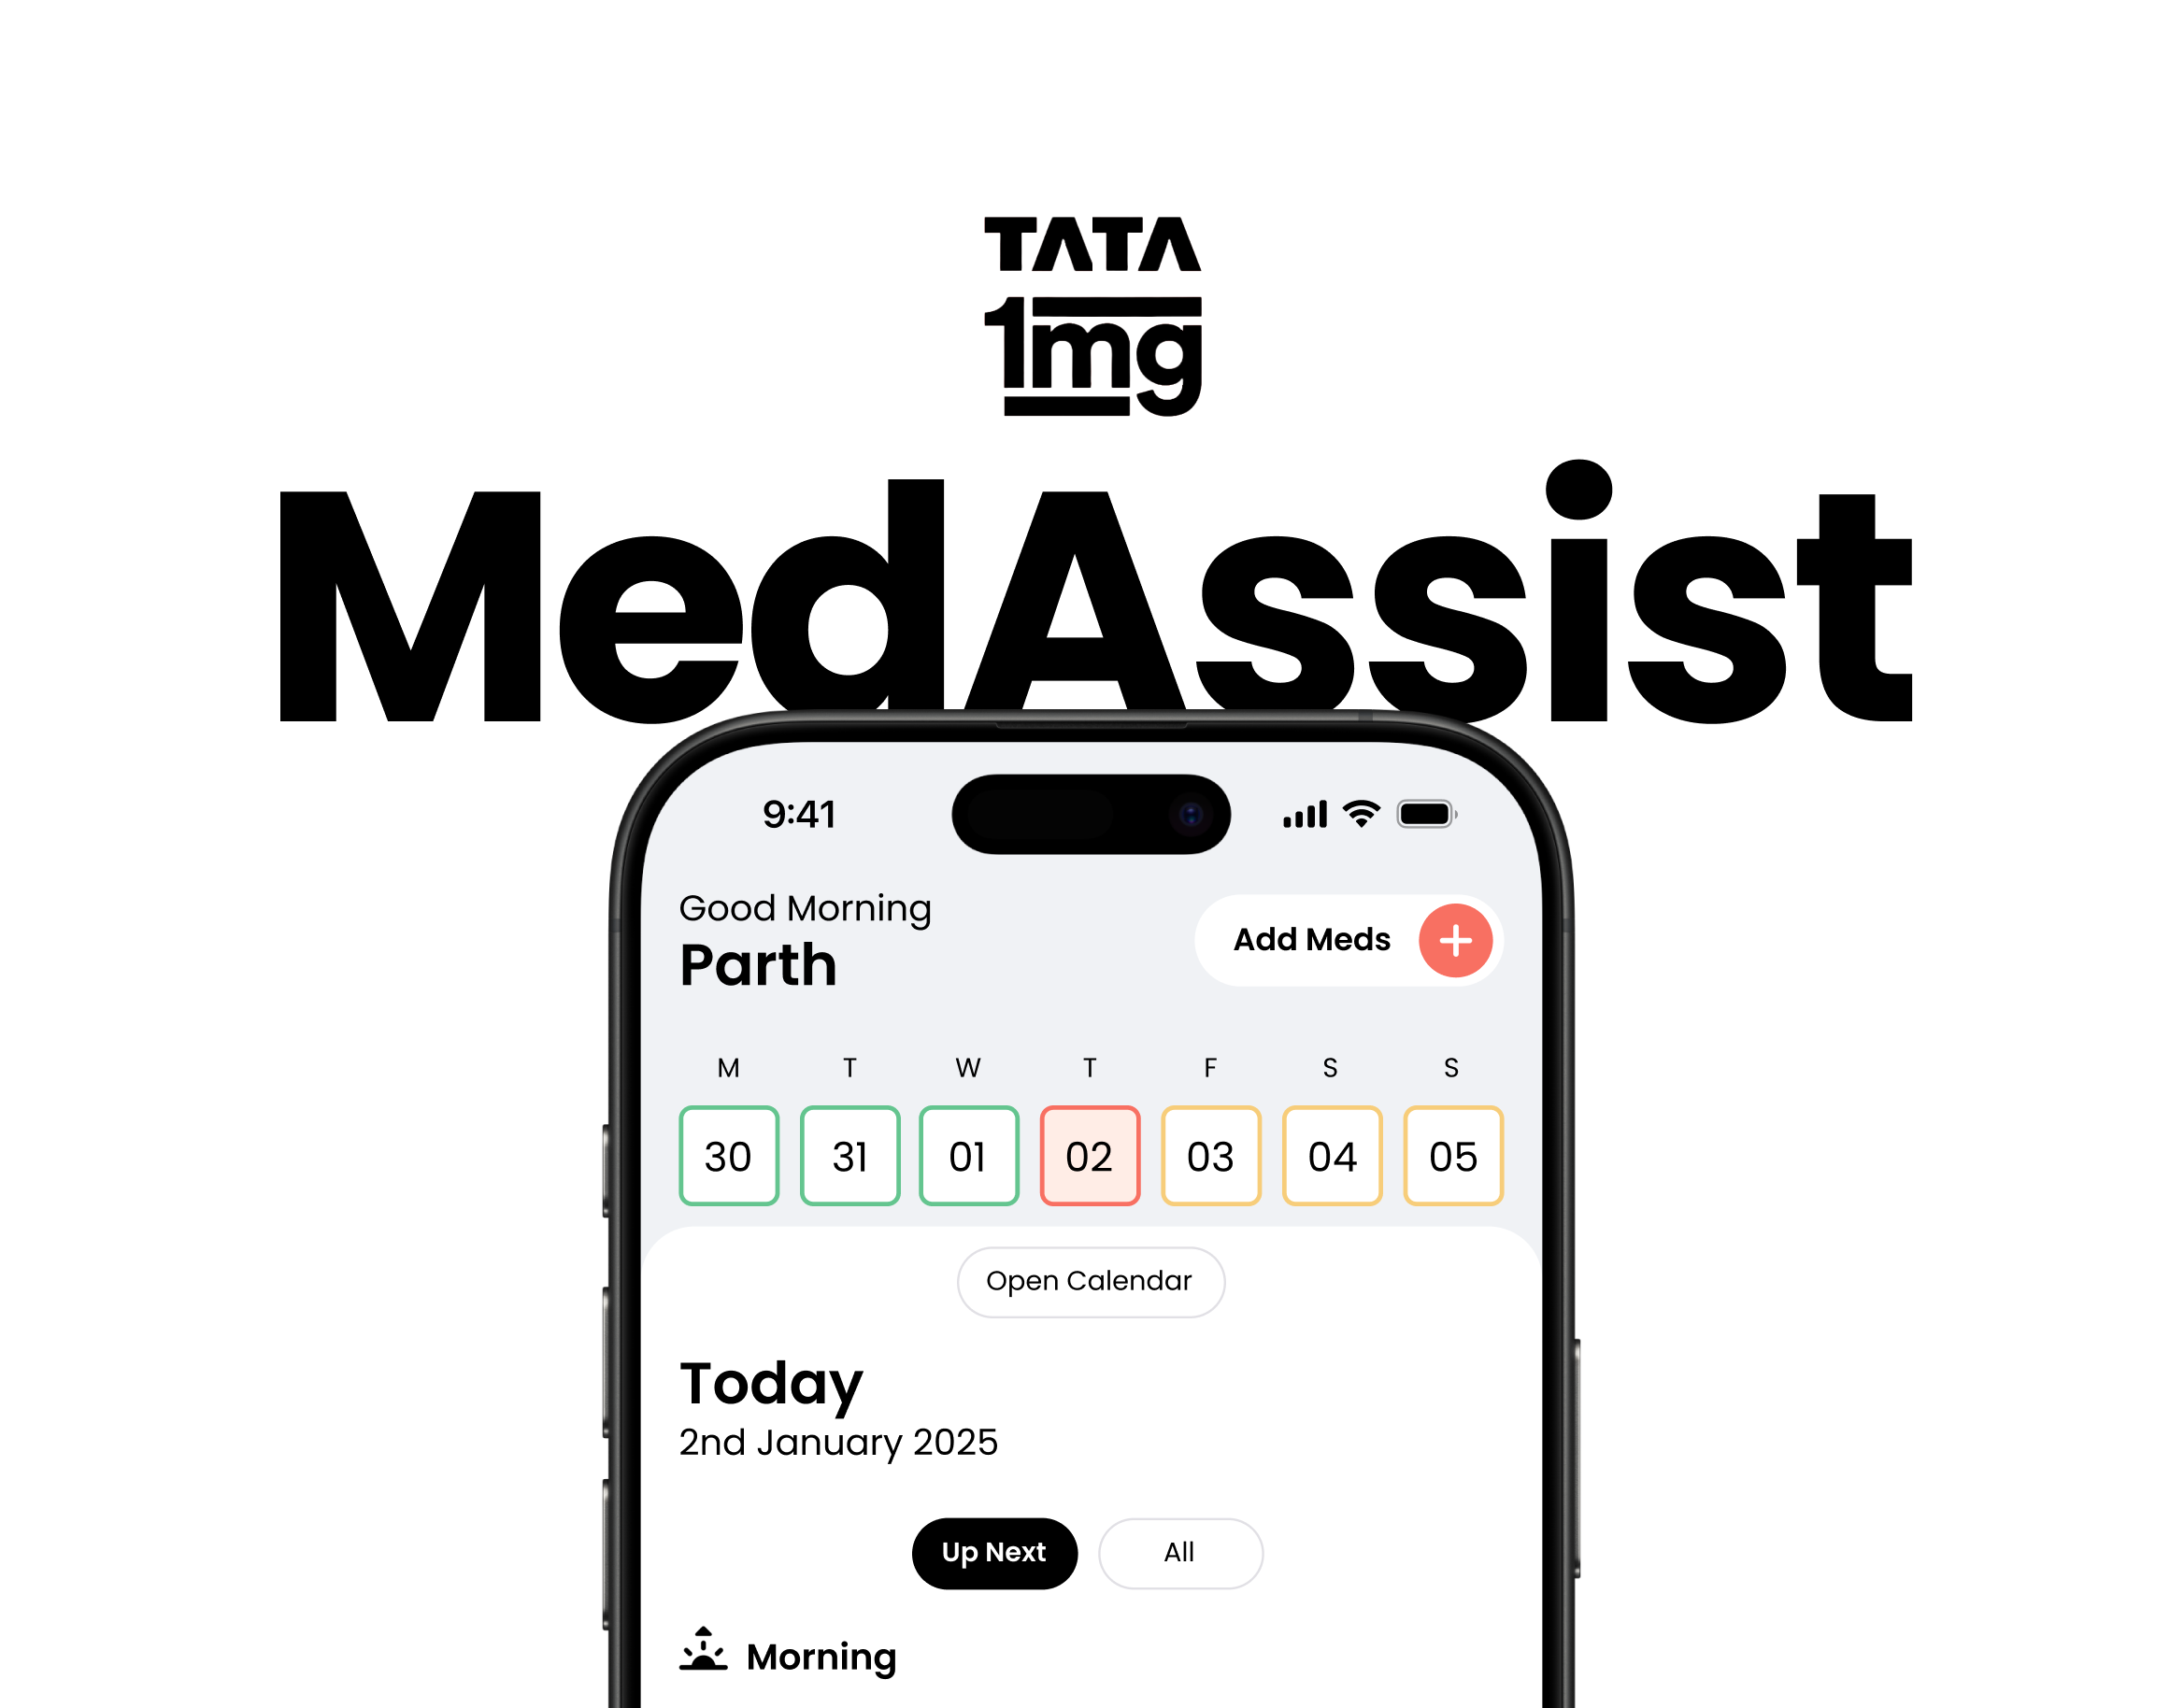 TATA
1mg
MedAssist
9:41
Good Morning
Parth
Add Meds
M T W T F S S
30 31 01 02 03 04 05
Open Calendar
Today
2nd January 2025
Up Next All
Morning